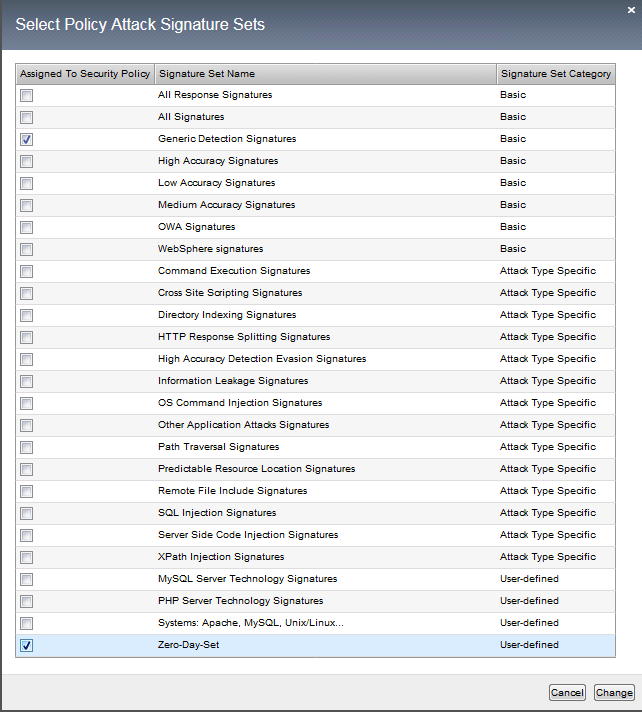 Select Policy Attack Signature Sets
Assigned To Security Policy Signature Set Name Signature Set Category
All Response Signatures Basic
All Signatures Basic
Generic Detection Signatures Basic
High Accuracy Signatures Basic
Low Accuracy Signatures Basic
Medium Accuracy Signatures Basic
OWA Signatures Basic
WebSphere signatures Basic
Command Execution Signatures Attack Type Specific
Cross Site Scripting Signatures Attack Type Specific
Directory Indexing Signatures Attack Type Specific
HTTP Response Splitting Signatures Attack Type Specific
High Accuracy Detection Evasion Signatures Attack Type Specific
Information Leakage Signatures Attack Type Specific
OS Command Injection Signatures Attack Type Specific
Other Application Attacks Signatures Attack Type Specific
Path Traversal Signatures Attack Type Specific
Predictable Resource Location Signatures Attack Type Specific
Remote File Include Signatures Attack Type Specific
SQL Injection Signatures Attack Type Specific
Server Side Code Injection Signatures Attack Type Specific
XPath Injection Signatures Attack Type Specific
MySQL Server Technology Signatures User-defined
PHP Server Technology Signatures User-defined
Systems: Apache, MySQL, Unix/Linux... User-defined
Zero-Day-Set User-defined
Cancel Change